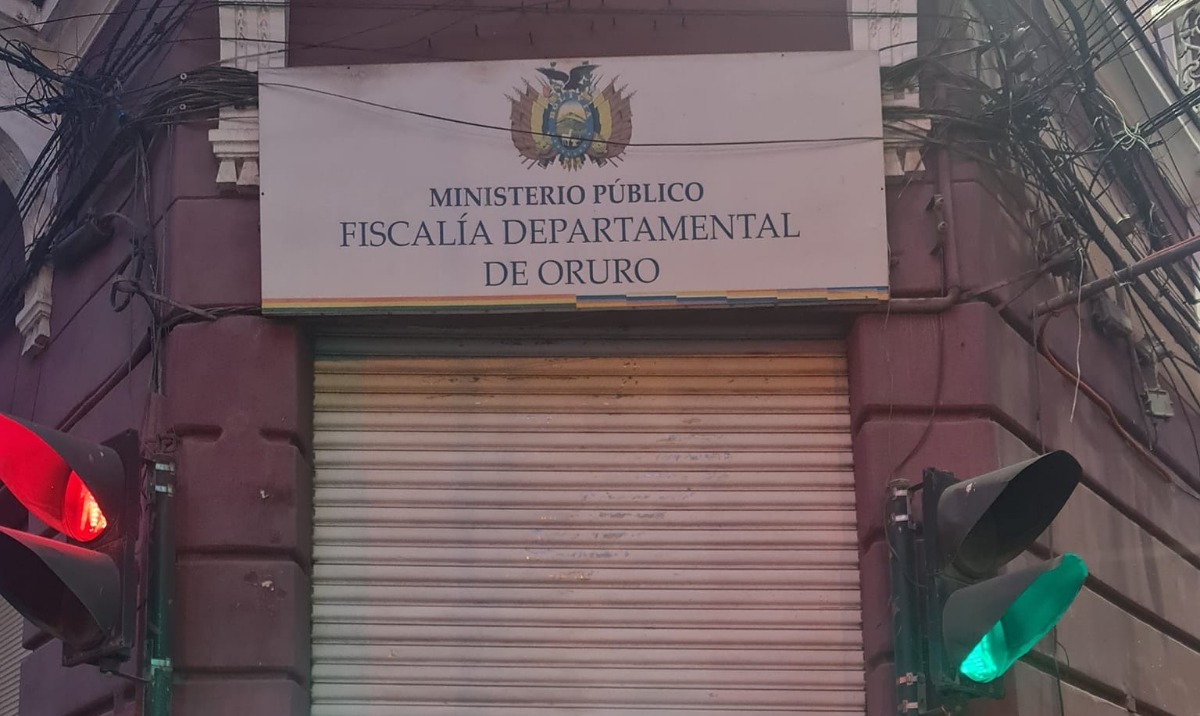 MINISTERIO PÚBLICO
FISCALÍA DEPARTAMENTAL
DE ORURO